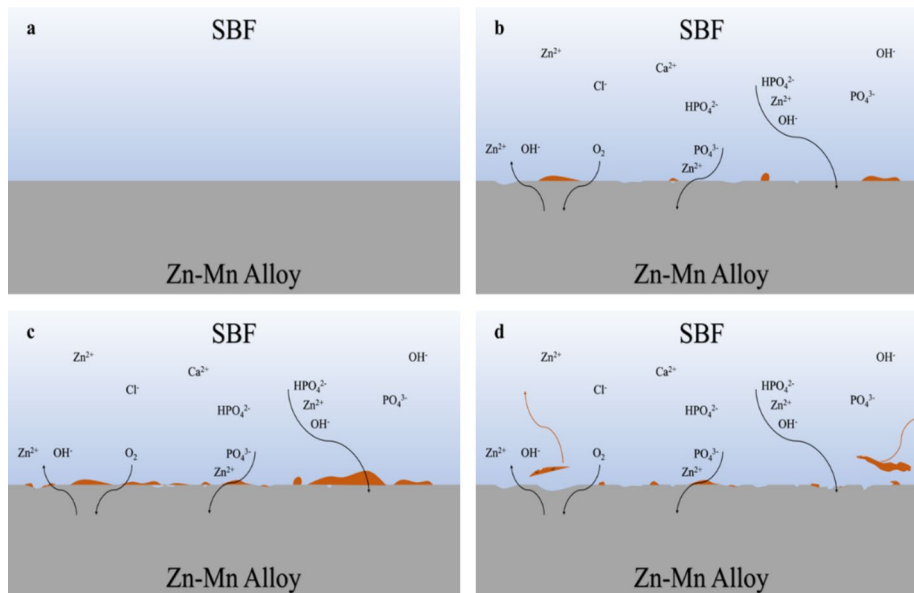 a
SBF
Zn-Mn Alloy
b
SBF
Zn²⁺
OH⁻
Ca²⁺
Cl⁻
HPO₄²⁻
Zn²⁺
OH⁻
PO₄³⁻
HPO₄²⁻
Zn²⁺ OH⁻ O₂ PO₄³⁻
Zn²⁺
Zn-Mn Alloy
c
SBF
Zn²⁺
OH⁻
Ca²⁺
Cl⁻
HPO₄²⁻
Zn²⁺
OH⁻
PO₄³⁻
HPO₄²⁻
Zn²⁺ OH⁻ O₂ PO₄³⁻
Zn²⁺
Zn-Mn Alloy
d
SBF
Zn²⁺
OH⁻
Ca²⁺
Cl⁻
HPO₄²⁻
Zn²⁺
OH⁻
PO₄³⁻
HPO₄²⁻
Zn²⁺ OH⁻ O₂ PO₄³⁻
Zn²⁺
Zn-Mn Alloy